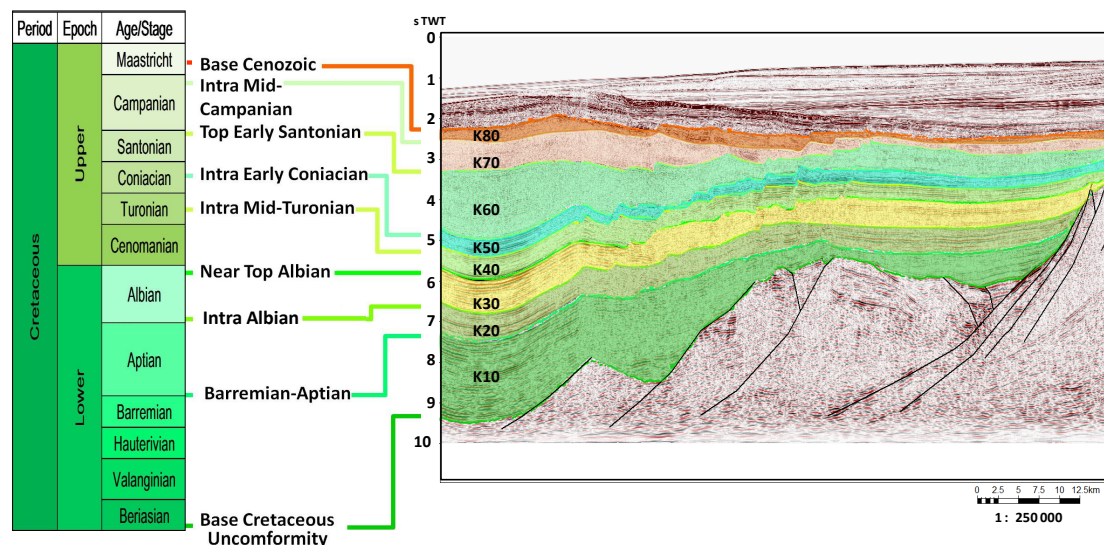 Period Epoch Age/Stage
Cretaceous
Upper
Lower
Maastricht
Campanian
Santonian
Coniacian
Turonian
Cenomanian
Albian
Aptian
Barremian
Hauterivian
Valanginian
Beriasian
Base Cenozoic
Intra Mid-
Campanian
Top Early Santonian
Intra Early Coniacian
Intra Mid-Turonian
Near Top Albian
Intra Albian
Barremian-Aptian
Base Cretaceous
Uncomformity
s TWT
0
1
2
3
4
5
6
7
8
9
10
K80
K70
K60
K50
K40
K30
K20
K10
0 2.5 5 7.5 10 12.5km
1 : 250 000